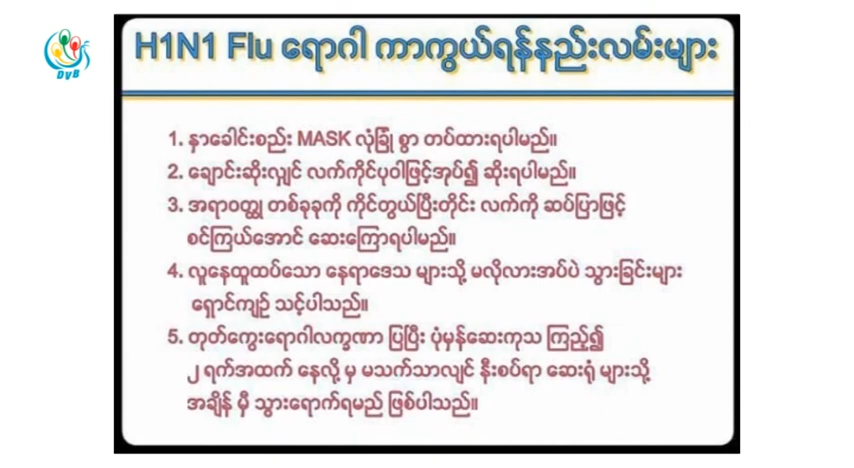 DVB
H1N1 Flu ရောဂါ ကာကွယ်ရန်နည်းလမ်းများ
1. နှာခေါင်းစည်း MASK လုံခြုံ စွာ တပ်ထားရပါမည်။
2. ချောင်းဆိုးလျှင် လက်ကိုင်ပုဝါဖြင့်အုပ်၍ ဆိုးရပါမည်။
3. အရာဝတ္ထု တစ်ခုခုကို ကိုင်တွယ်ပြီးတိုင်း လက်ကို ဆပ်ပြာဖြင့်
စင်ကြယ်အောင် ဆေးကြောရပါမည်။
4. လူနေထူထပ်သော နေရာဒေသ များသို့ မလိုလားအပ်ပဲ သွားခြင်းများ
ရှောင်ကျဉ် သင့်ပါသည်။
5. တုတ်ကွေးရောဂါလက္ခဏာ ပြပြီး ပုံမှန်ဆေးကုသ ကြည့်၍
၂ ရက်အထက် နေလို့ မှ မသက်သာလျှင် နီးစပ်ရာ ဆေးရုံ များသို့
အချိန် မှီ သွားရောက်ရမည် ဖြစ်ပါသည်။